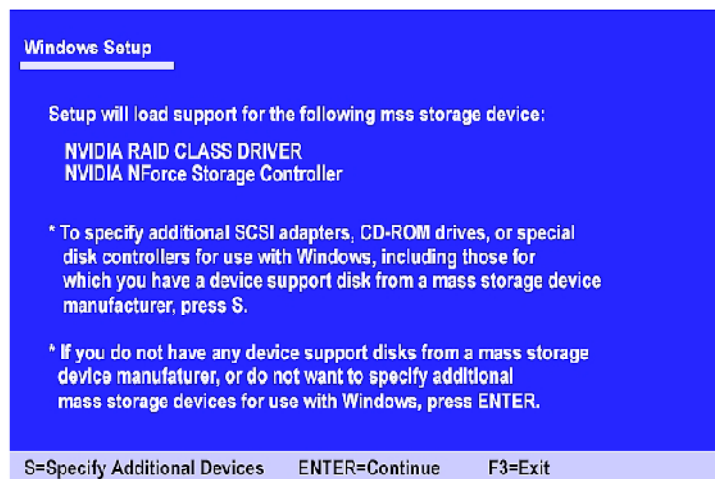 Windows Setup
Setup will load support for the following mss storage device:
NVIDIA RAID CLASS DRIVER
NVIDIA NForce Storage Controller
* To specify additional SCSI adapters, CD-ROM drives, or special
disk controllers for use with Windows, including those for
which you have a device support disk from a mass storage device
manufacturer, press S.
* If you do not have any device support disks from a mass storage
device manufaturer, or do not want to specify additional
mass storage devices for use with Windows, press ENTER.
S=Specify Additional Devices ENTER=Continue F3=Exit